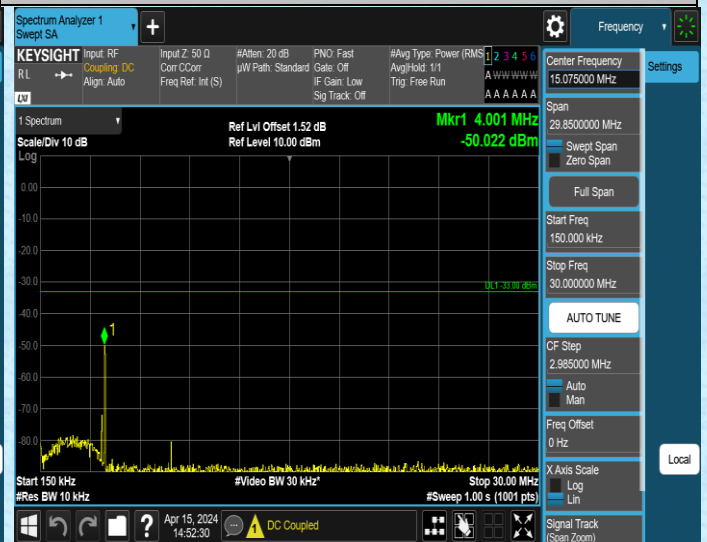 Spectrum Analyzer 1
Swept SA
+
Frequency
KEYSIGHT
RL
LXI
Input: RF
Coupling: DC
Align: Auto
Input Z: 50 Ω
Corr CCorr
Freq Ref: Int (S)
#Atten: 20 dB
µW Path: Standard
PNO: Fast
Gate: Off
IF Gain: Low
Sig Track: Off
#Avg Type: Power (RMS
Avg|Hold: 1/1
Trig: Free Run
1 2 3 4 5 6
A W W W W W
A A A A A A
Center Frequency
15.075000 MHz
Settings
1 Spectrum
Scale/Div 10 dB
Log
Ref Lvl Offset 1.52 dB
Ref Level 10.00 dBm
Mkr1 4.001 MHz
-50.022 dBm
Span
29.8500000 MHz
Swept Span
Zero Span
Full Span
Start Freq
150.000 kHz
Stop Freq
30.000000 MHz
AUTO TUNE
CF Step
2.985000 MHz
Auto
Man
Freq Offset
0 Hz
X Axis Scale
Log
Lin
Signal Track
(Span Zoom)
Local
0.00
-10.0
-20.0
-30.0
DL1 -33.00 dBm
-40.0
1
-50.0
-60.0
-70.0
-80.0
Start 150 kHz
#Res BW 10 kHz
#Video BW 30 kHz*
Stop 30.00 MHz
#Sweep 1.00 s (1001 pts)
?
Apr 15, 2024
14:52:30
DC Coupled